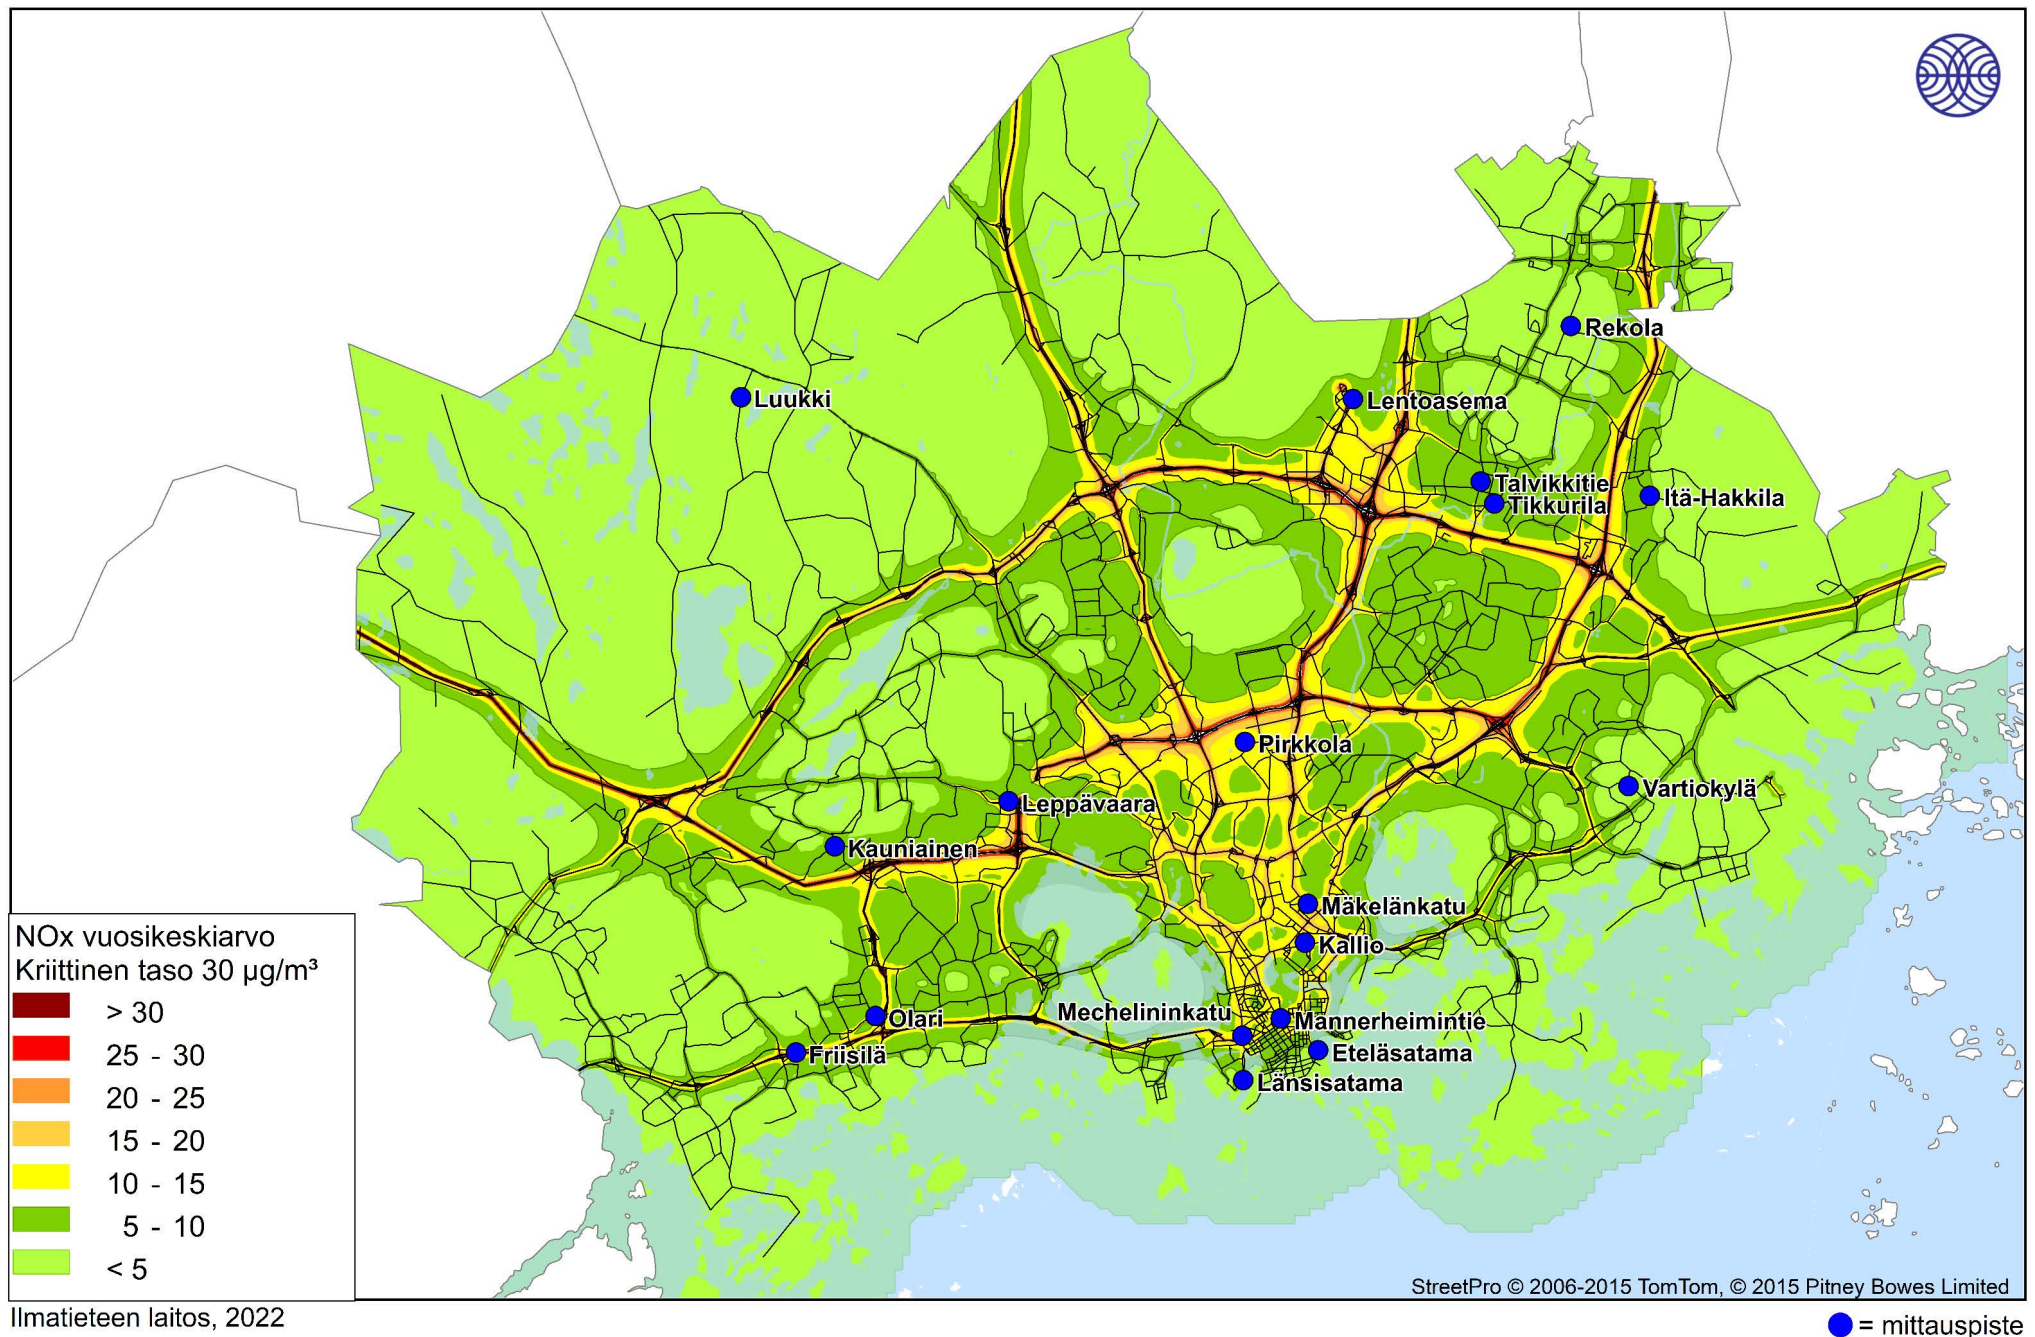 Rekola
Luukki
Lentoasema
Talvikkitie
Itä-Hakkila
Tikkurila
Pirkkola
Vartiokylä
Leppävaara
Kauniainen
Mäkelänkatu
Kallio
Mechelininkatu
Olari
Mannerheimintie
Friisilä
Eteläsatama
Länsisatama
NOx vuosikeskiarvo
Kriittinen taso 30 µg/m³
> 30
25 - 30
20 - 25
15 - 20
10 - 15
5 - 10
< 5
StreetPro © 2006-2015 TomTom, © 2015 Pitney Bowes Limited
Ilmatieteen laitos, 2022
= mittauspiste